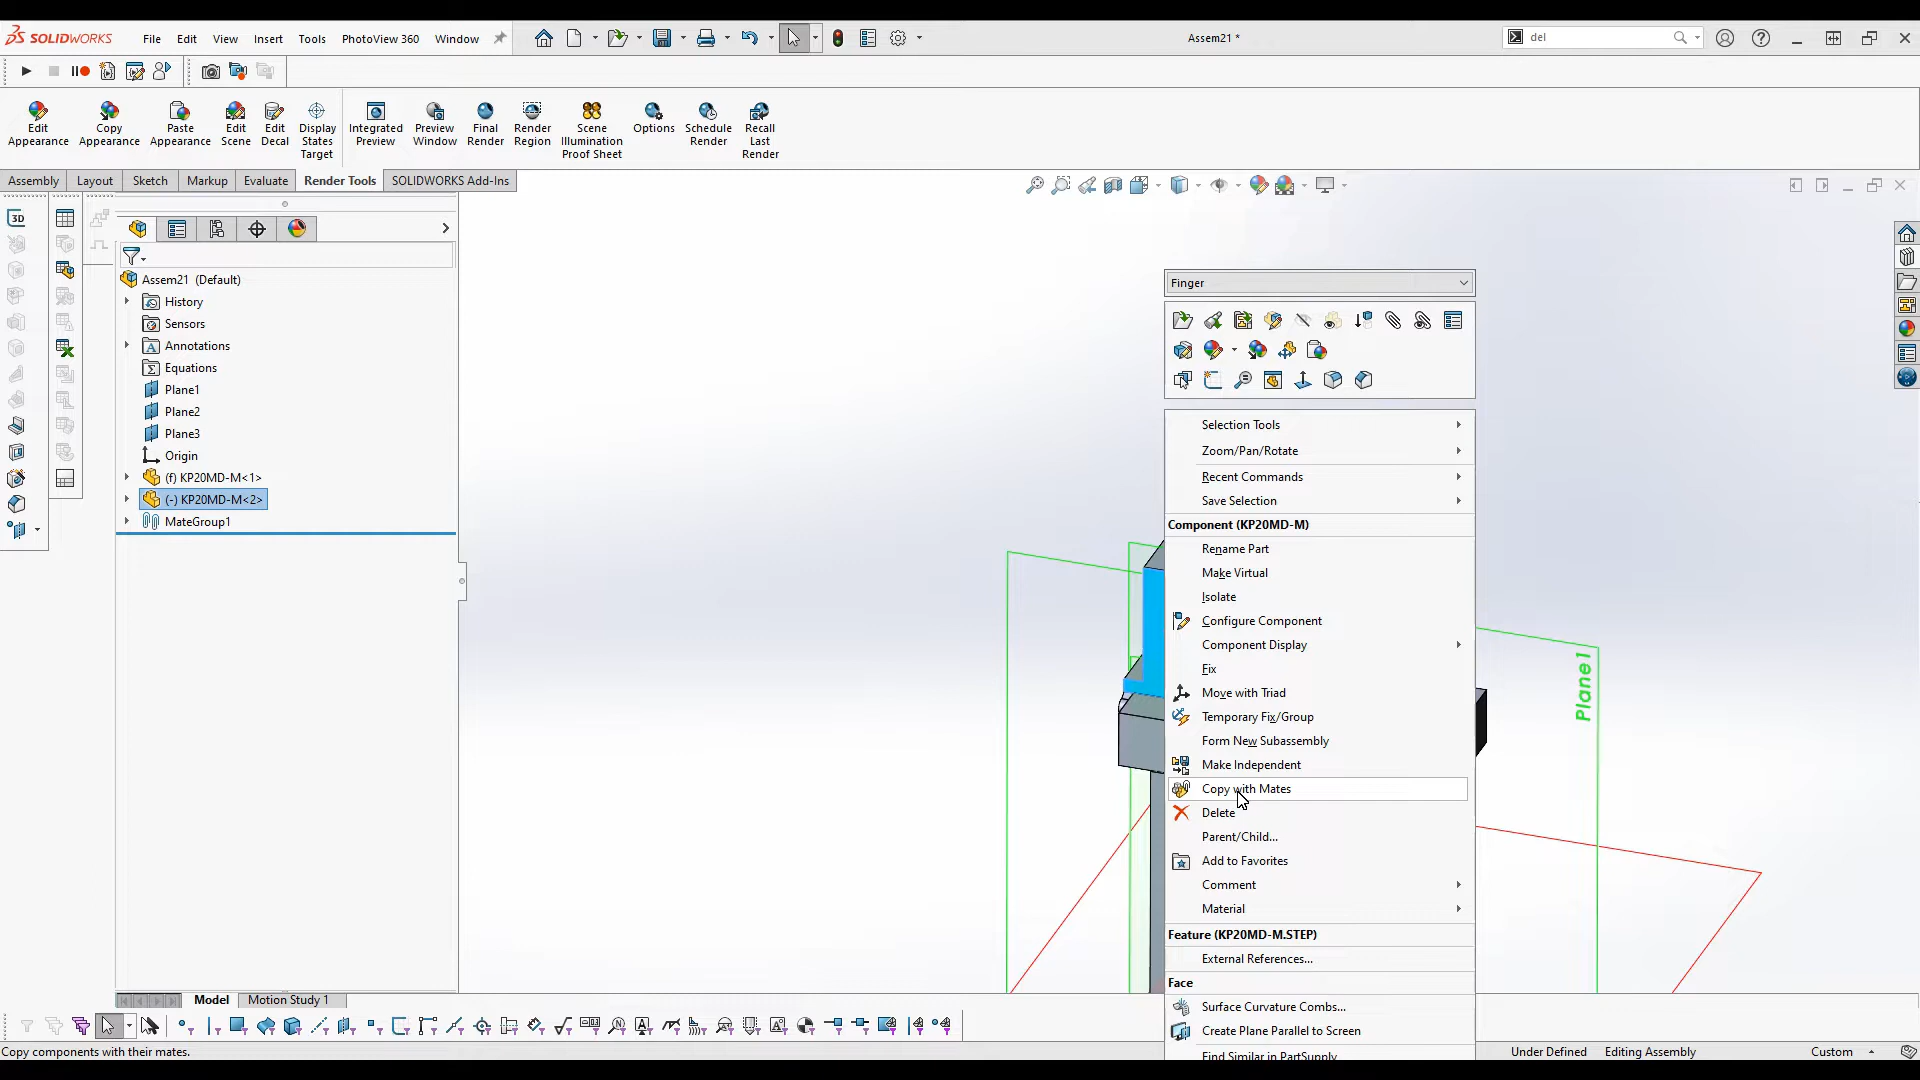 SOLIDWORKS File Edit View Insert Tools PhotoView 360 Window Assem21 * del
Edit Appearance
Copy Appearance
Paste Appearance
Edit Scene
Edit Decal
Display States Target
Integrated Preview
Preview Window
Final Render
Render Region
Scene Illumination Proof Sheet
Options
Schedule Render
Recall Last Render
Assembly Layout Sketch Markup Evaluate Render Tools SOLIDWORKS Add-Ins
3D
Assem21 (Default)
History
Sensors
Annotations
Equations
Plane1
Plane2
Plane3
Origin
(f) KP20MD-M<1>
(-) KP20MD-M<2>
MateGroup1
Finger
Selection Tools
Zoom/Pan/Rotate
Recent Commands
Save Selection
Component (KP20MD-M)
Rename Part
Make Virtual
Isolate
Configure Component
Component Display
Fix
Move with Triad
Temporary Fix/Group
Form New Subassembly
Make Independent
Copy with Mates
Delete
Parent/Child...
Add to Favorites
Comment
Material
Feature (KP20MD-M.STEP)
External References...
Face
Surface Curvature Combs...
Create Plane Parallel to Screen
Find Similar in PartSupply
Plane1
Model Motion Study 1
Copy components with their mates. Under Defined Editing Assembly Custom